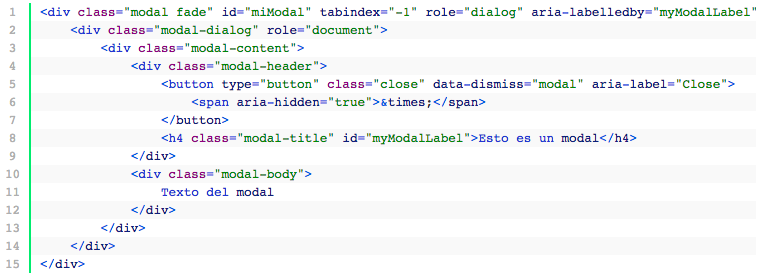 1 <div class="modal fade" id="miModal" tabindex="-1" role="dialog" aria-labelledby="myModalLabel"
2 <div class="modal-dialog" role="document">
3 <div class="modal-content">
4 <div class="modal-header">
5 <button type="button" class="close" data-dismiss="modal" aria-label="Close">
6 <span aria-hidden="true">&times;</span>
7 </button>
8 <h4 class="modal-title" id="myModalLabel">Esto es un modal</h4>
9 </div>
10 <div class="modal-body">
11 Texto del modal
12 </div>
13 </div>
14 </div>
15 </div>